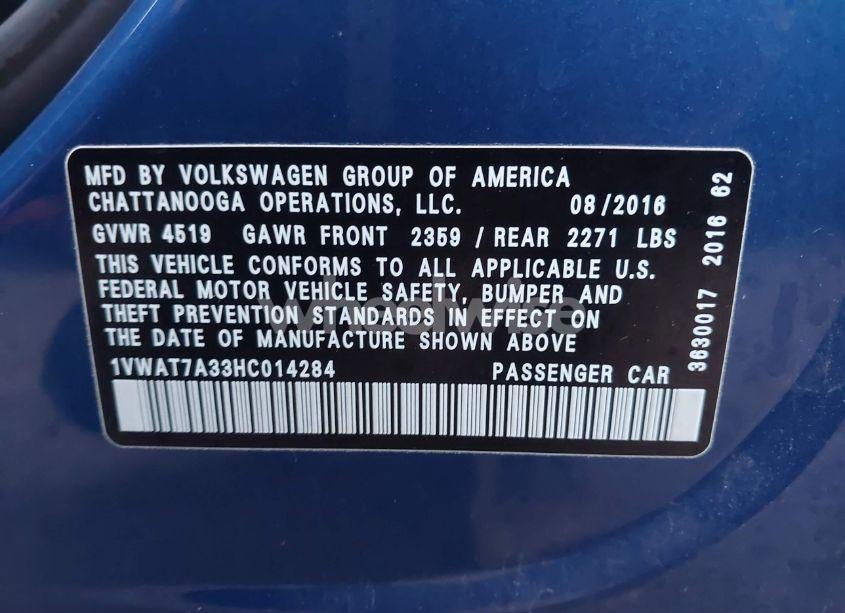 MFD BY VOLKSWAGEN GROUP OF AMERICA
CHATTANOOGA OPERATIONS, LLC. 08/2016
GVWR 4519 GAWR FRONT 2359 / REAR 2271 LBS
THIS VEHICLE CONFORMS TO ALL APPLICABLE U.S.
FEDERAL MOTOR VEHICLE SAFETY, BUMPER AND
THEFT PREVENTION STANDARDS IN EFFECT ON
THE DATE OF MANUFACTURE SHOWN ABOVE
1VWAT7A33HC014284 PASSENGER CAR
3630017 2016 62